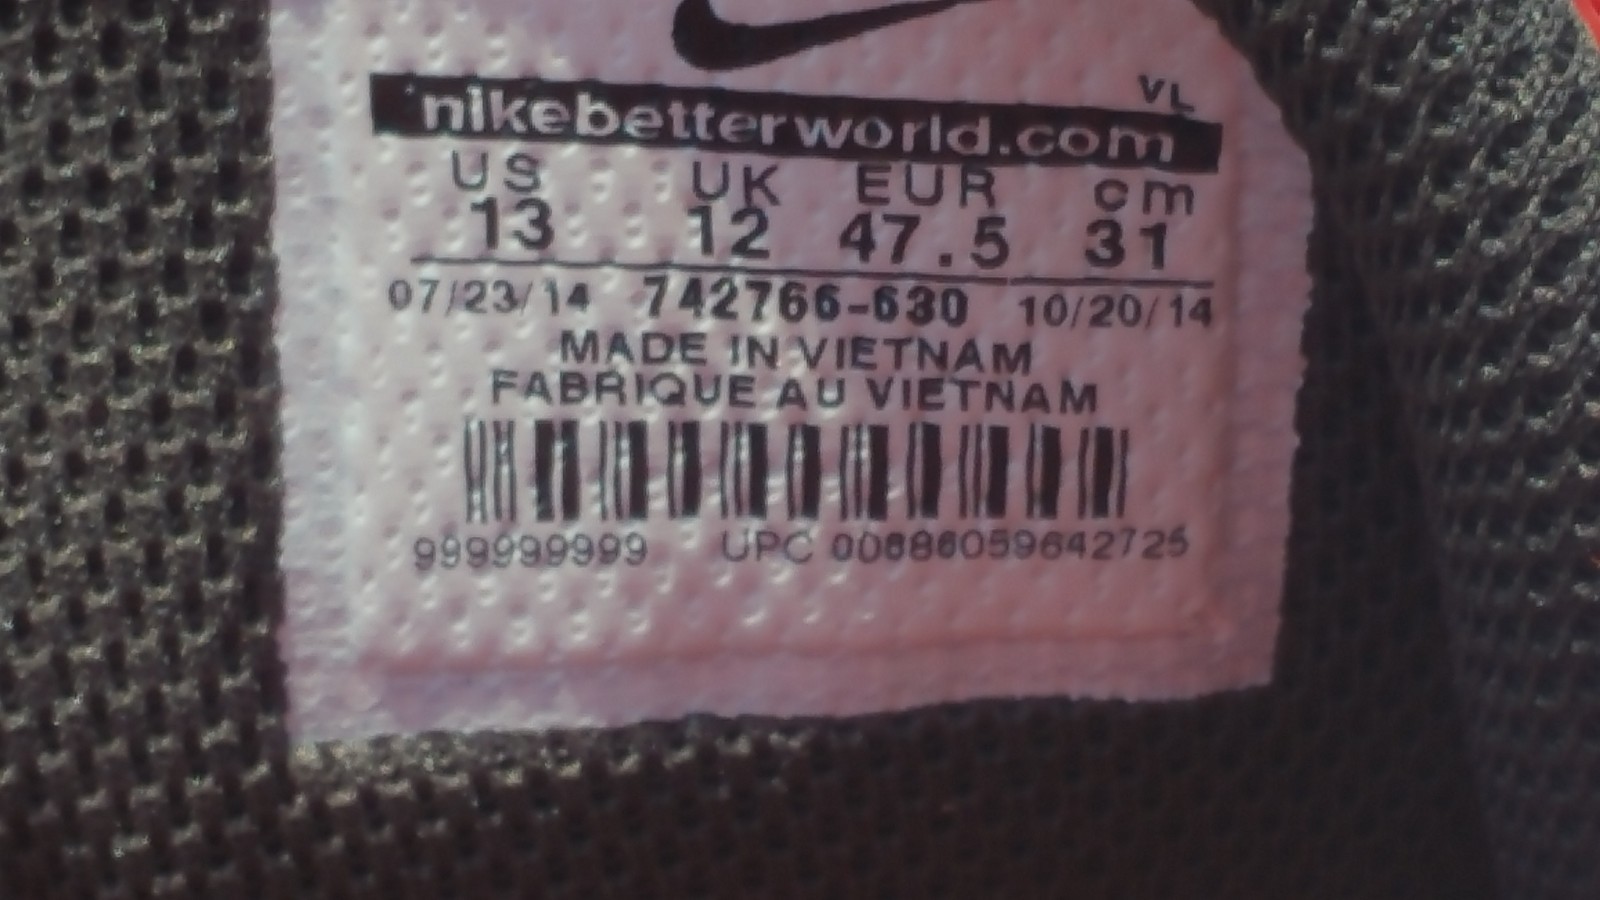 VL
nikebetterworld.com
US UK EUR cm
13 12 47.5 31
07/23/14 742766-630 10/20/14
MADE IN VIETNAM
FABRIQUE AU VIETNAM
999999999 UPC 00686059642725